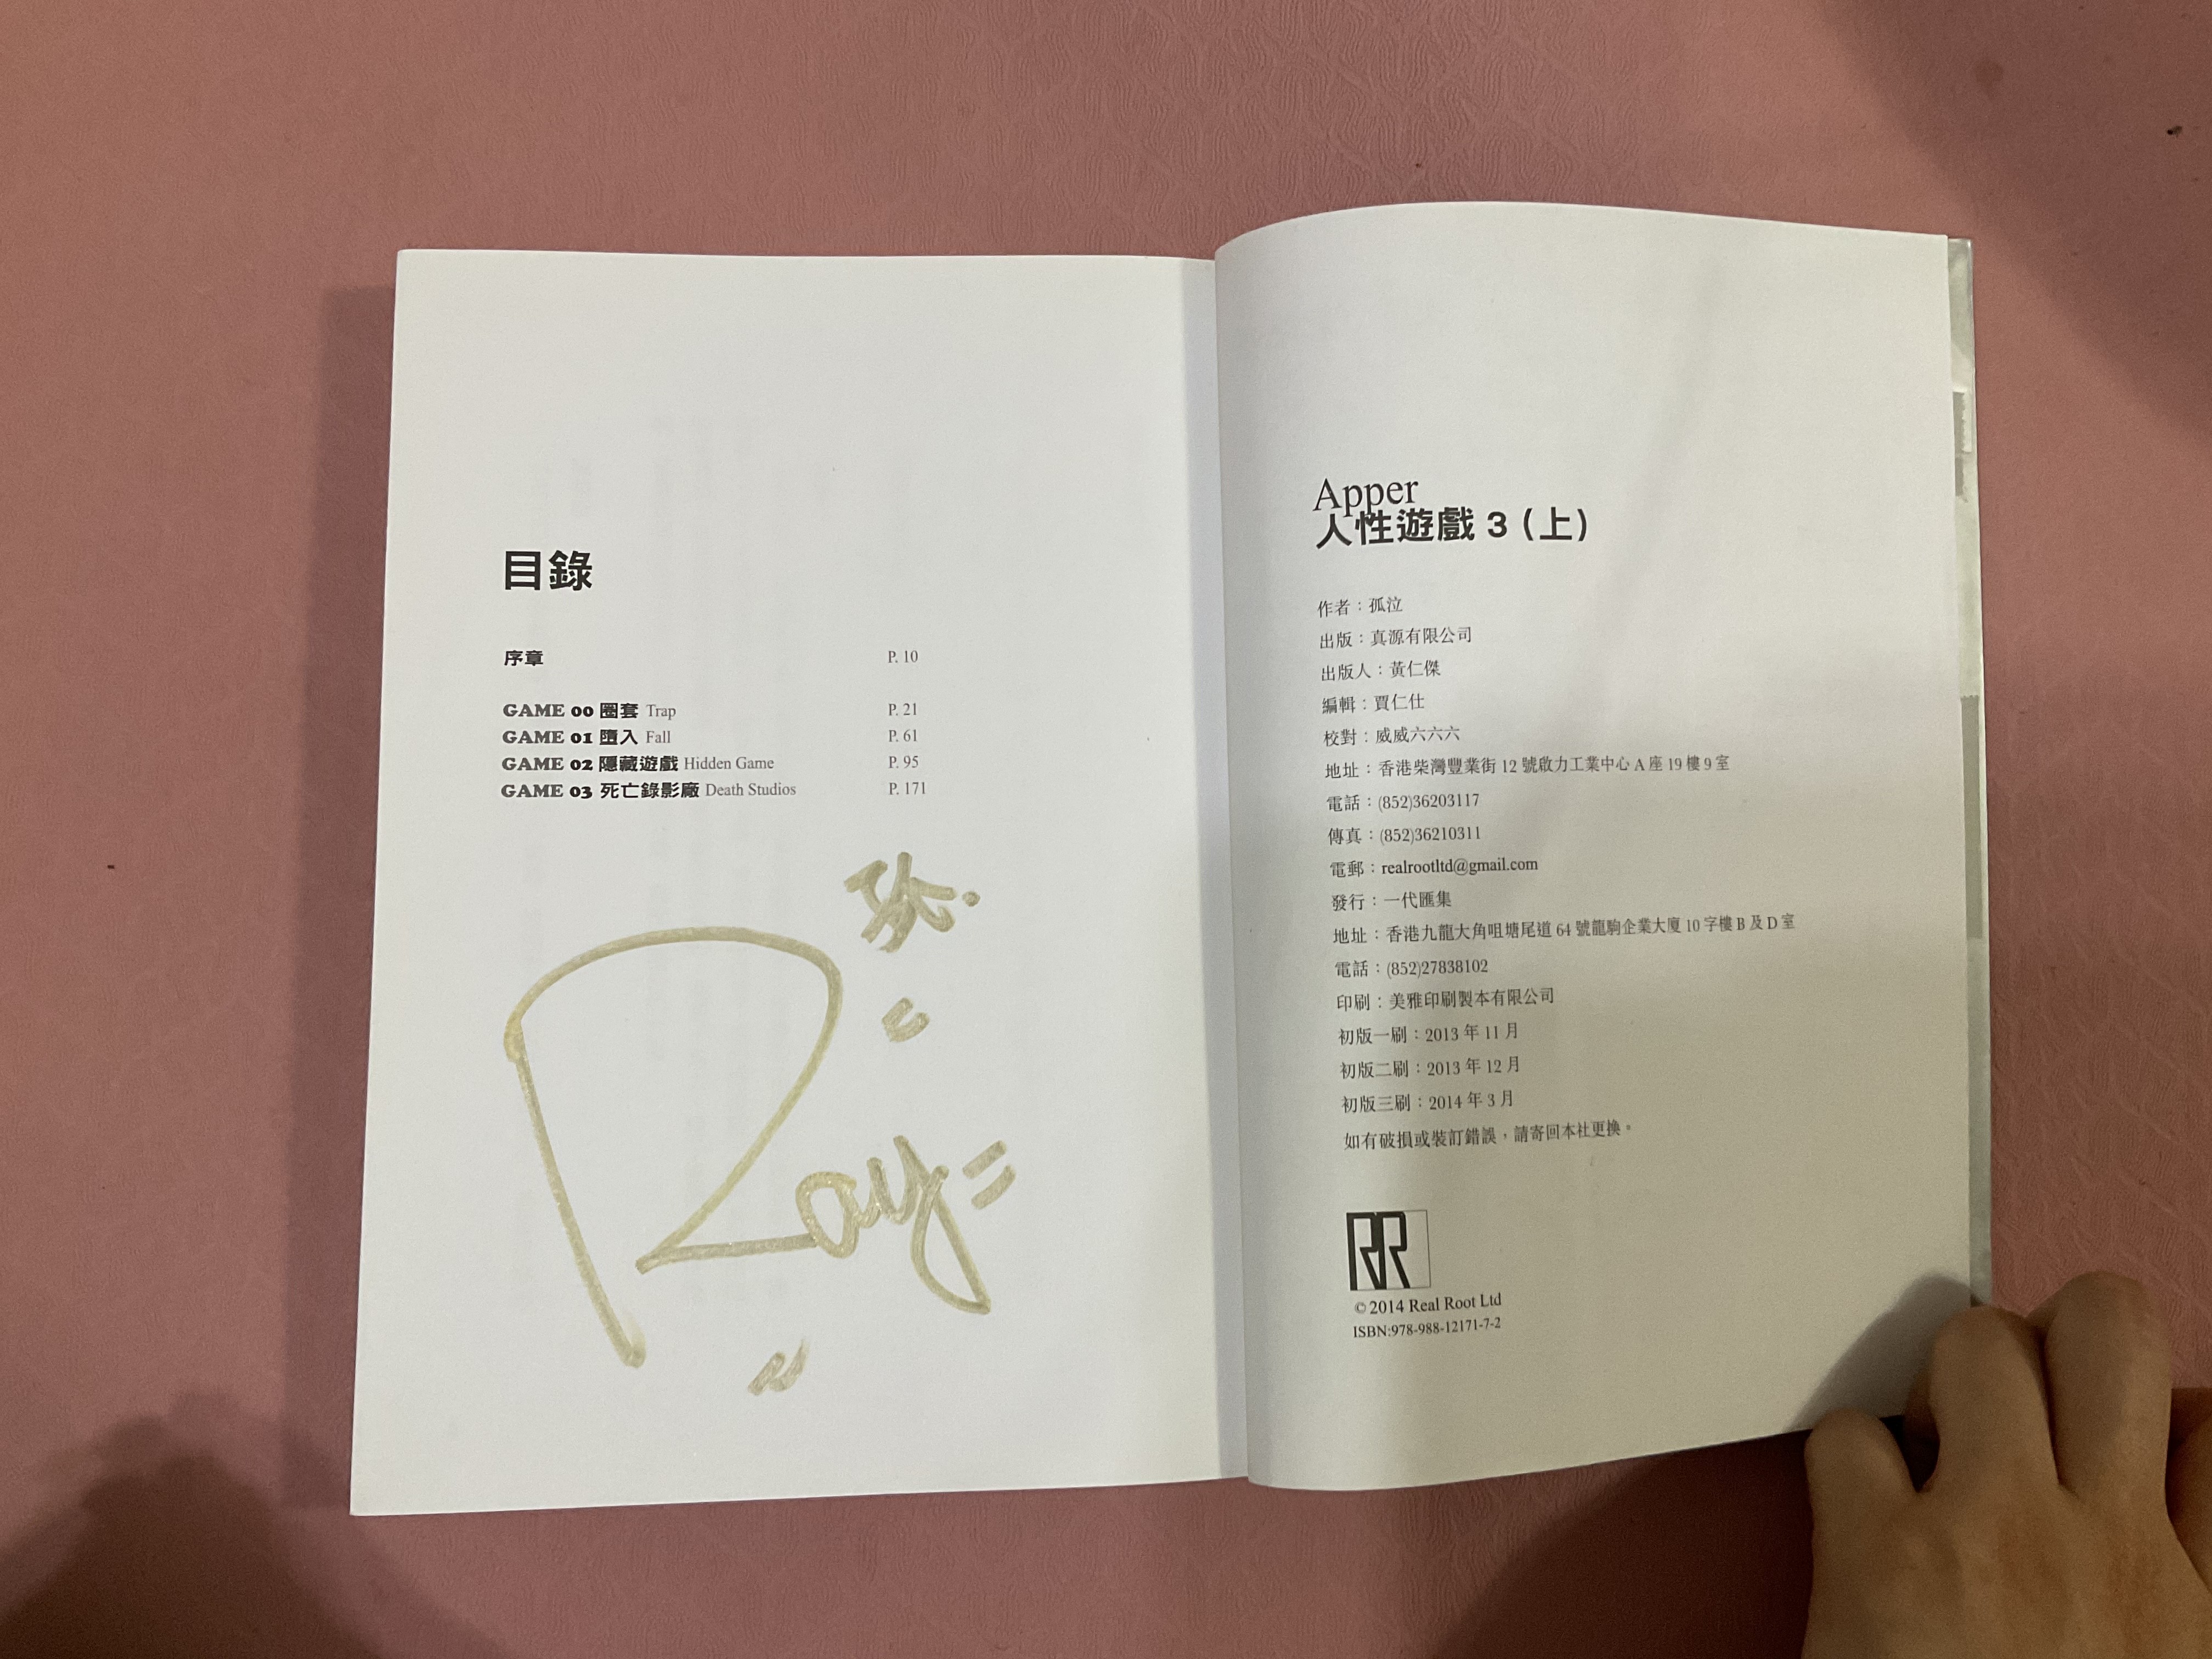 目錄
序章 P. 10
GAME 00 圈套 Trap P. 21
GAME 01 墮入 Fall P. 61
GAME 02 隱藏遊戲 Hidden Game P. 95
GAME 03 死亡錄影廠 Death Studios P. 171
Ray
Apper
人性遊戲 3 (上)
作者：孤泣
出版：真源有限公司
出版人：黃仁傑
編輯：賈仁仕
校對：威威六六六
地址：香港柴灣豐業街 12 號啟力工業中心 A 座 19 樓 9 室
電話：(852)36203117
傳真：(852)36210311
電郵：realrootltd@gmail.com
發行：一代匯集
地址：香港九龍大角咀塘尾道 64 號龍駒企業大廈 10 字樓 B 及 D 室
電話：(852)27838102
印刷：美雅印刷製本有限公司
初版一刷：2013 年 11 月
初版二刷：2013 年 12 月
初版三刷：2014 年 3 月
如有破損或裝訂錯誤，請寄回本社更換。
RR
© 2014 Real Root Ltd
ISBN:978-988-12171-7-2